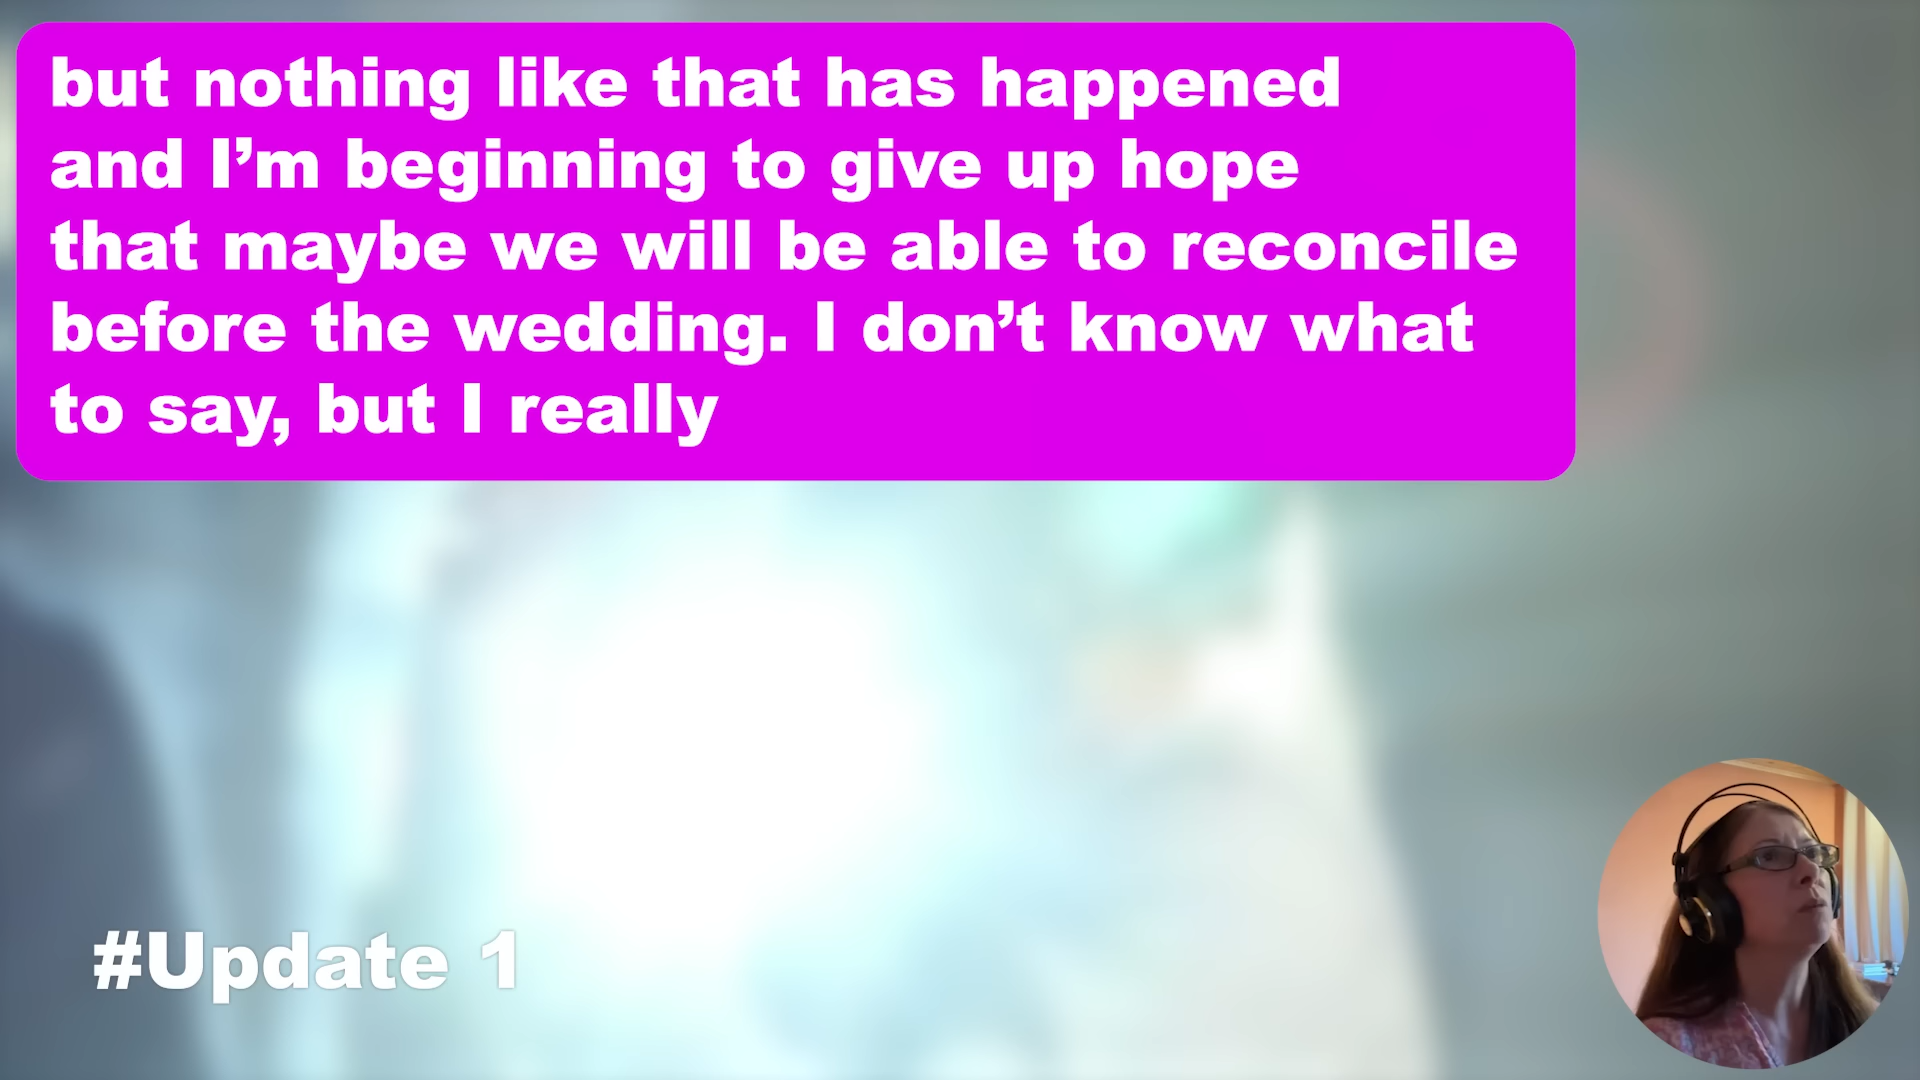 but nothing like that has happened
and I’m beginning to give up hope
that maybe we will be able to reconcile
before the wedding. I don’t know what
to say, but I really
#Update 1